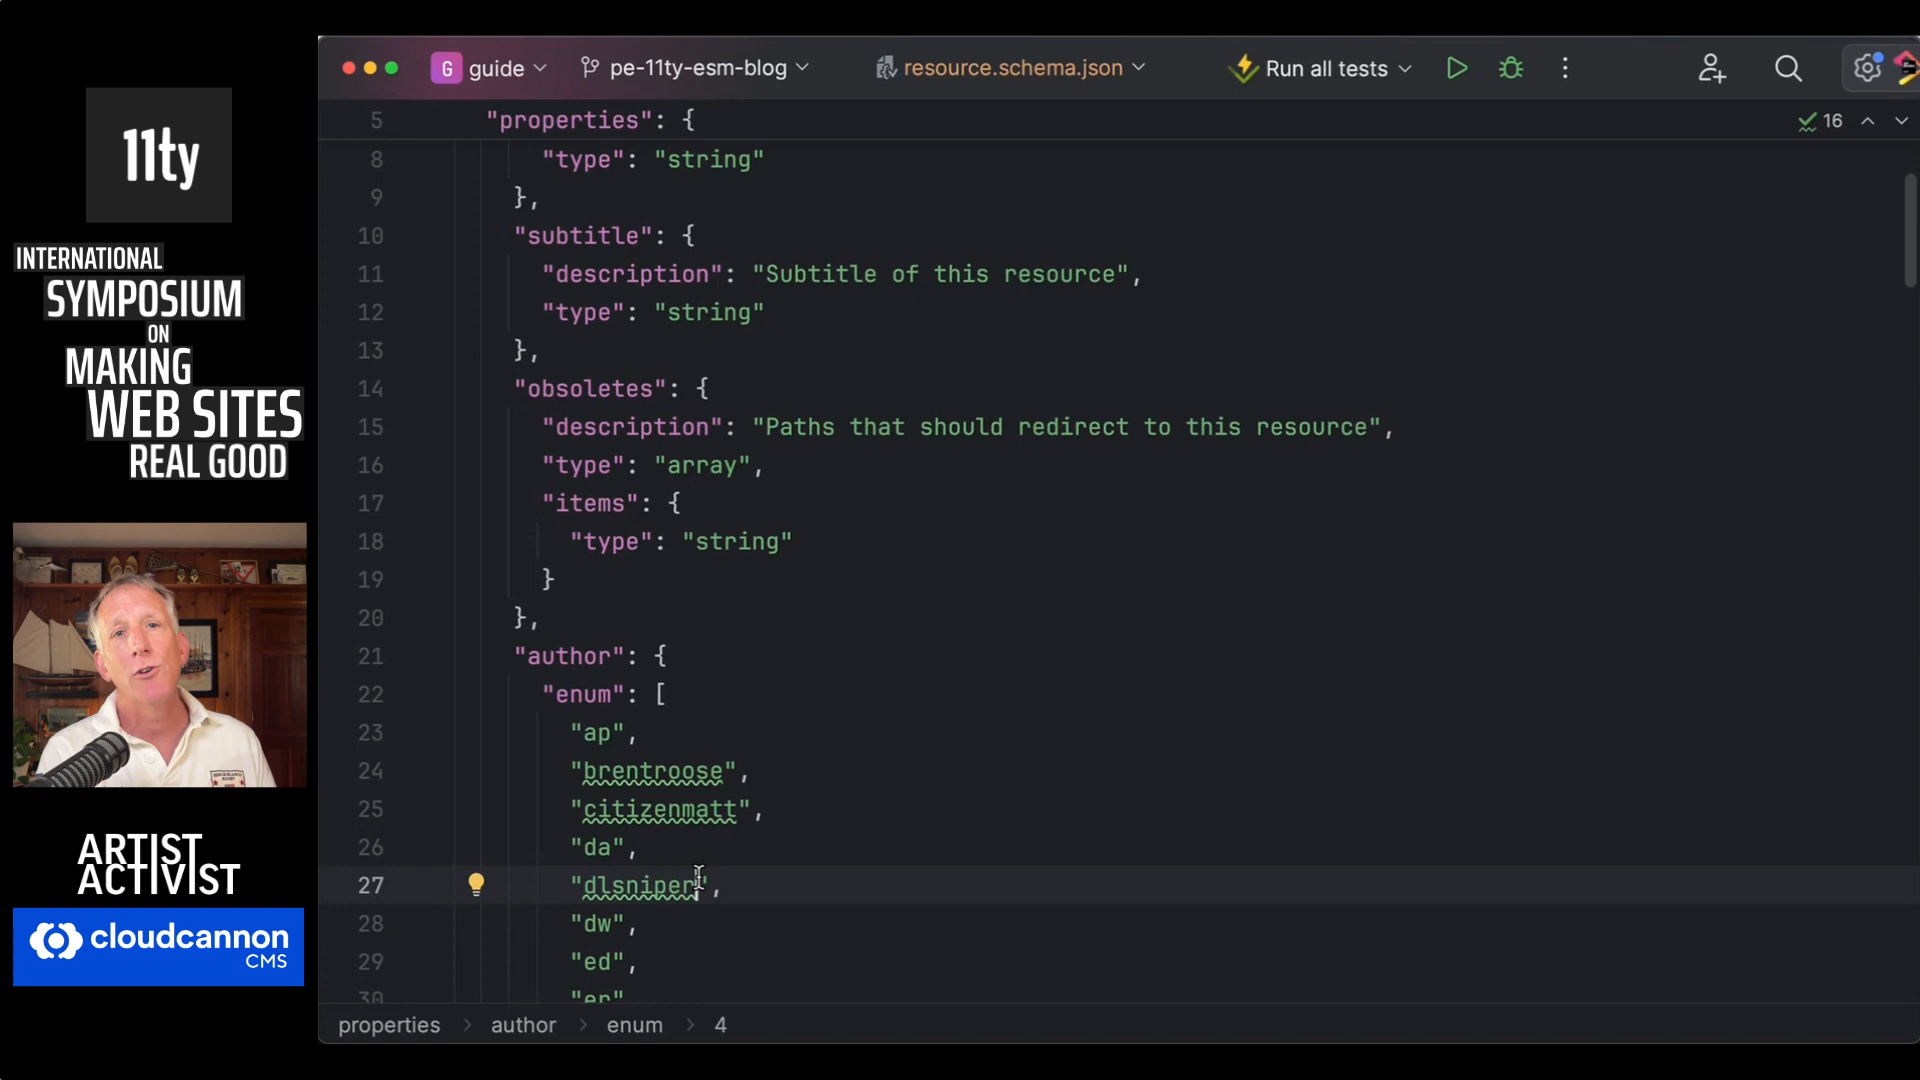 11ty
INTERNATIONAL
SYMPOSIUM
ON
MAKING
WEB SITES
REAL GOOD
ARTIST
ACTIVIST
cloudcannon
CMS
G guide
pe-11ty-esm-blog
resource.schema.json
Run all tests
16
5 "properties": {
8 "type": "string"
9 },
10 "subtitle": {
11 "description": "Subtitle of this resource",
12 "type": "string"
13 },
14 "obsoletes": {
15 "description": "Paths that should redirect to this resource",
16 "type": "array",
17 "items": {
18 "type": "string"
19 }
20 },
21 "author": {
22 "enum": [
23 "ap",
24 "brentroose",
25 "citizenmatt",
26 "da",
27 "dlsniper",
28 "dw",
29 "ed",
30
properties > author > enum > 4